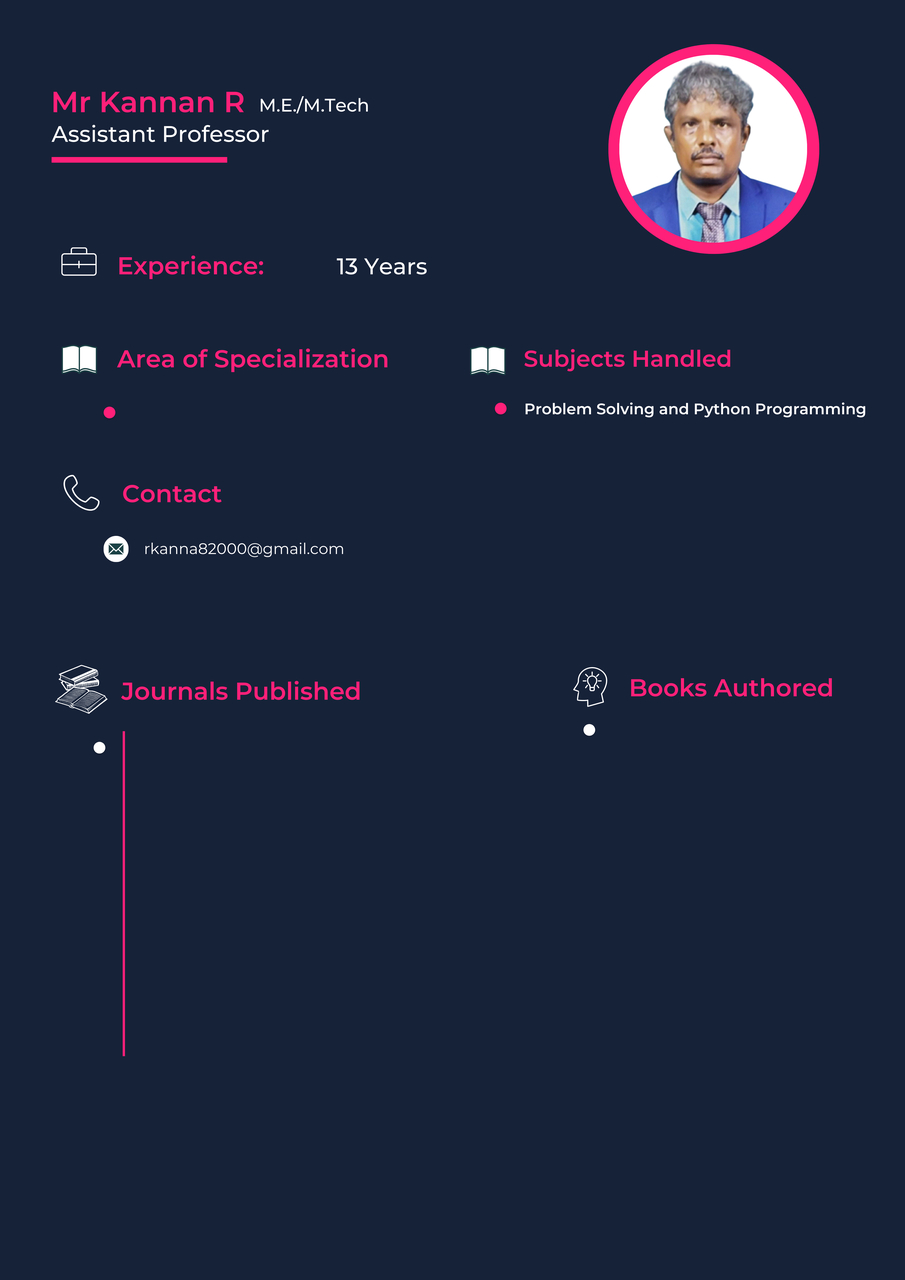 Mr Kannan R M.E./M.Tech
Assistant Professor
Experience: 13 Years
Area of Specialization
Subjects Handled
Problem Solving and Python Programming
Contact
rkanna82000@gmail.com
Journals Published
Books Authored